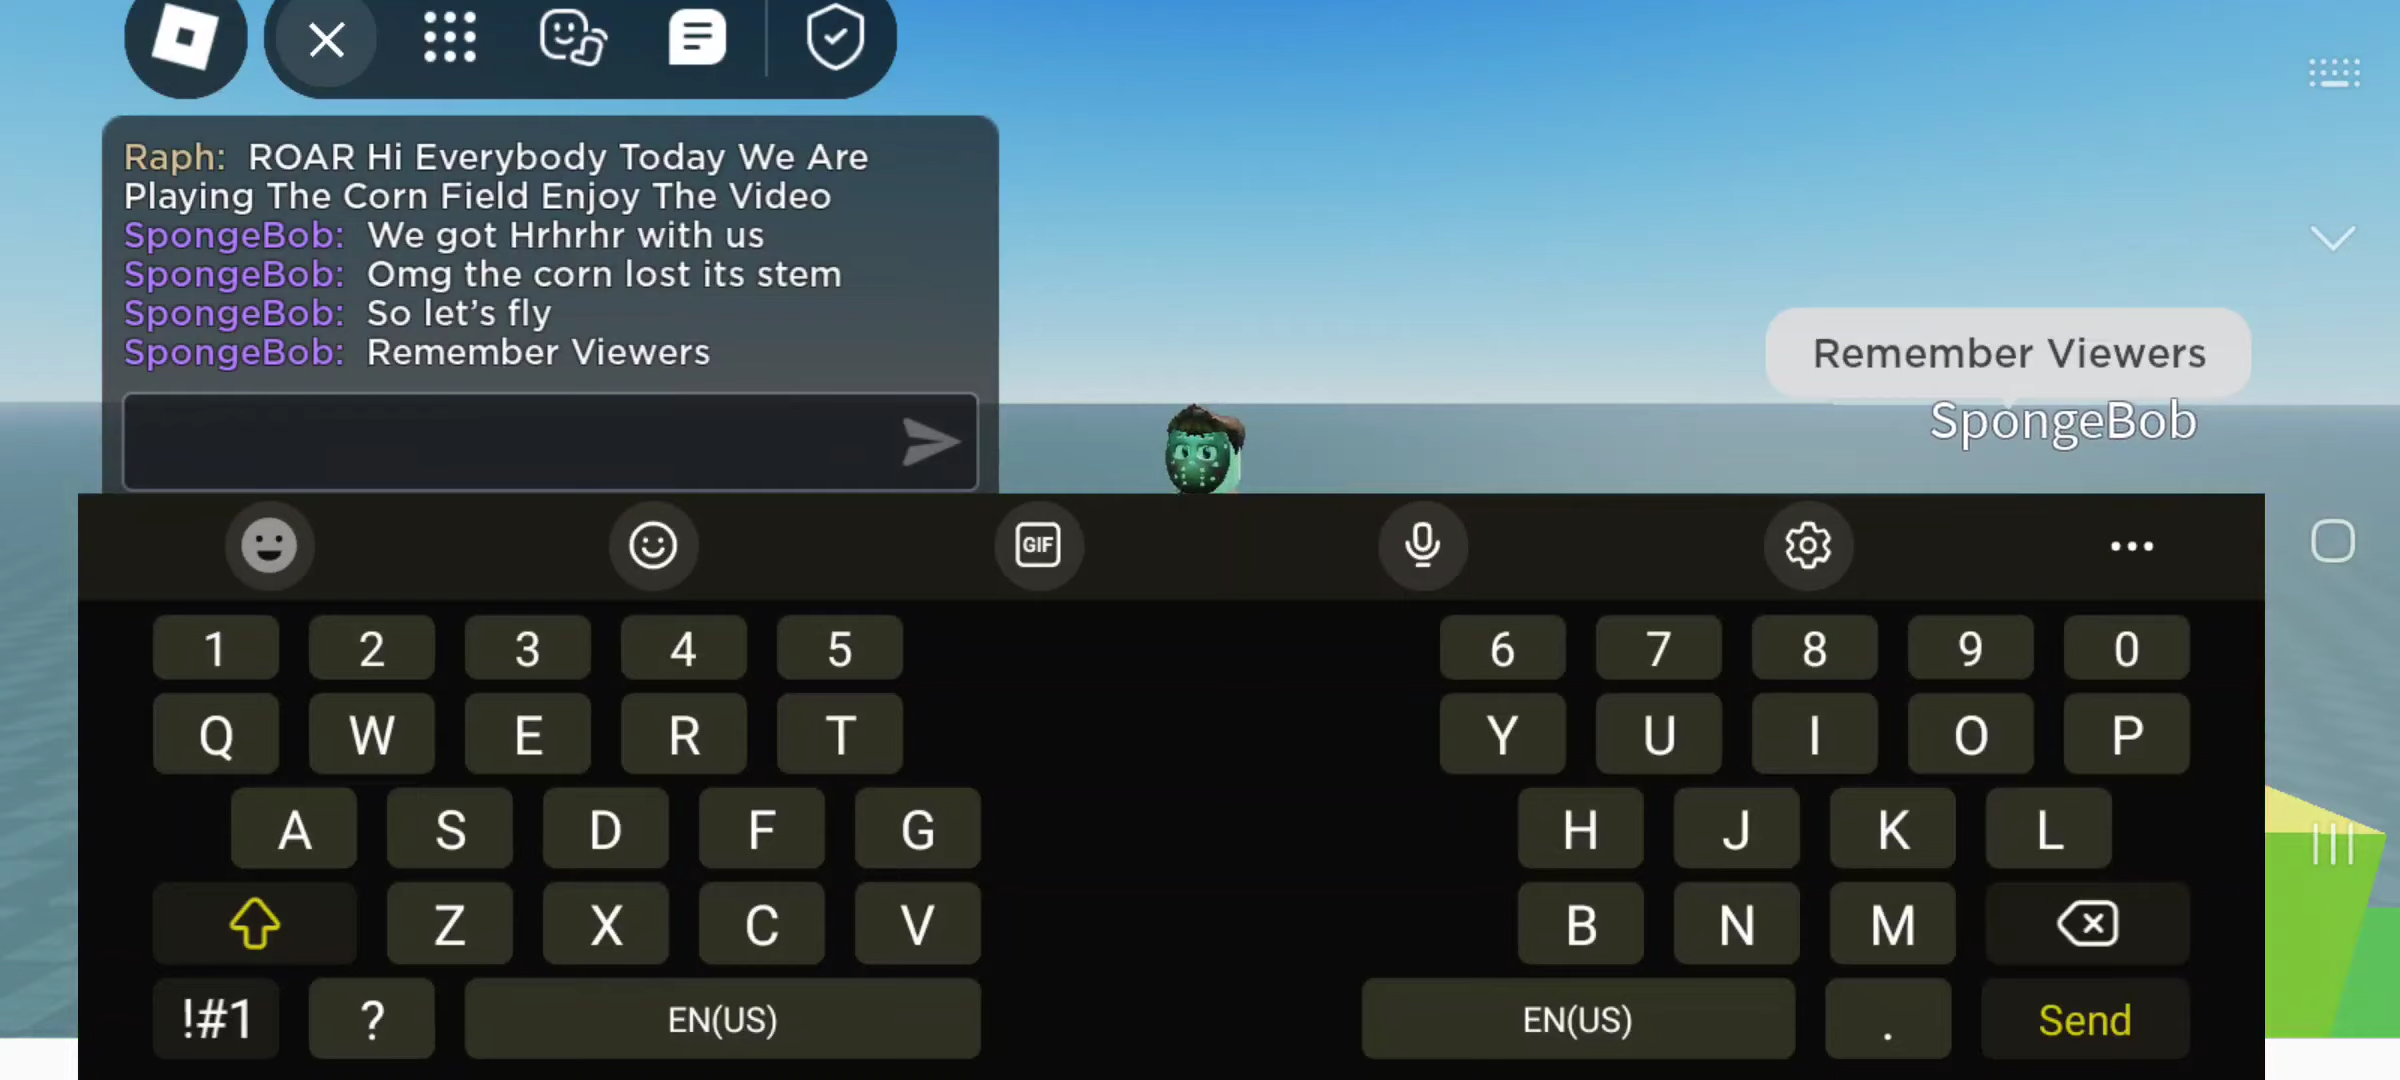 Raph: ROAR Hi Everybody Today We Are
Playing The Corn Field Enjoy The Video
SpongeBob: We got Hrhrhr with us
SpongeBob: Omg the corn lost its stem
SpongeBob: So let’s fly
SpongeBob: Remember Viewers
Remember Viewers
SpongeBob
GIF
1 2 3 4 5 6 7 8 9 0
Q W E R T Y U I O P
A S D F G H J K L
Z X C V B N M
!#1 ? EN(US) EN(US) . Send